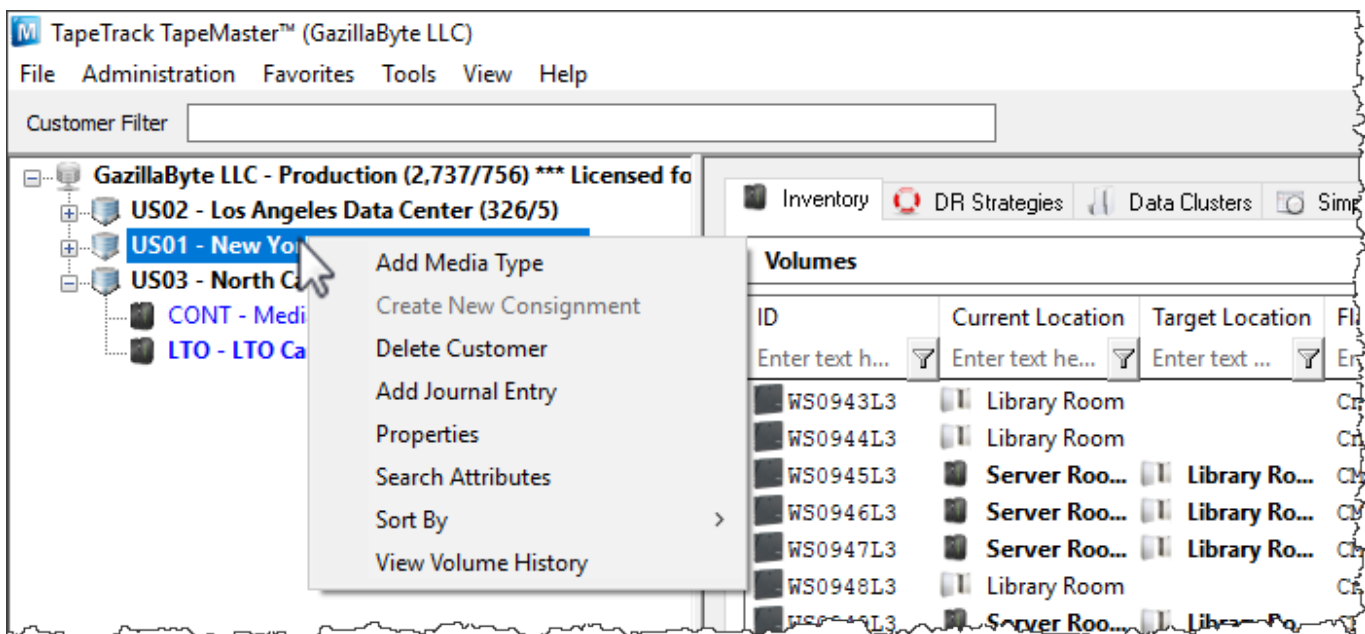 TapeTrack TapeMaster™ (GazillaByte LLC)
File Administration Favorites Tools View Help
Customer Filter
GazillaByte LLC - Production (2,737/756) *** Licensed fo
US02 - Los Angeles Data Center (326/5)
US01 - New Yo
US03 - North Ca
CONT - Medi
LTO - LTO Ca
Add Media Type
Create New Consignment
Delete Customer
Add Journal Entry
Properties
Search Attributes
Sort By
View Volume History
Inventory DR Strategies Data Clusters Simp
Volumes
ID Current Location Target Location
Enter text h... Enter text he... Enter text ...
WS0943L3 Library Room
WS0944L3 Library Room
WS0945L3 Server Roo... Library Ro...
WS0946L3 Server Roo... Library Ro...
WS0947L3 Server Roo... Library Ro...
WS0948L3 Library Room